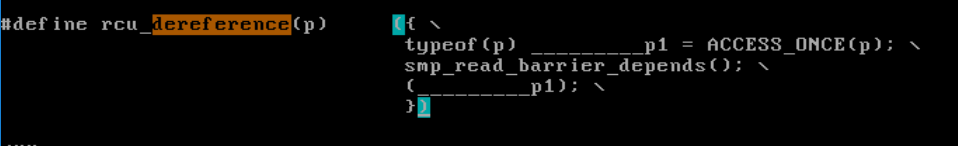 #define rcu_dereference(p) ({ \
typeof(p) _________p1 = ACCESS_ONCE(p); \
smp_read_barrier_depends(); \
(_________p1); \
})